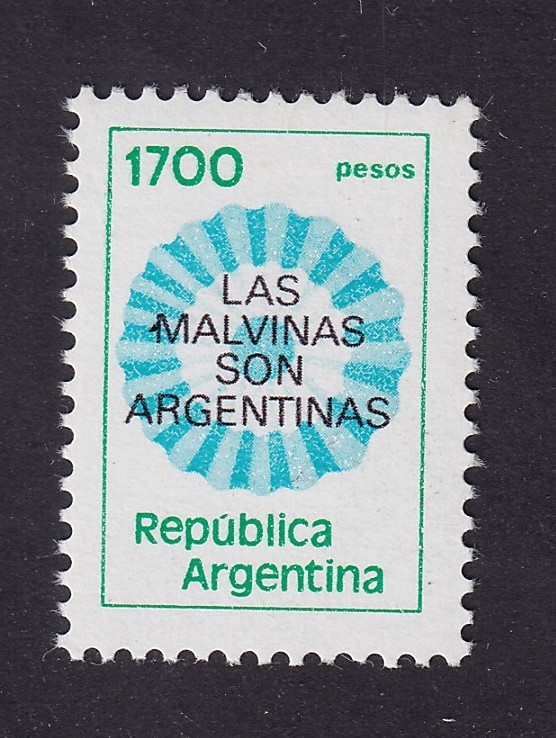 1700 pesos
LAS
MALVINAS
SON
ARGENTINAS
República
Argentina